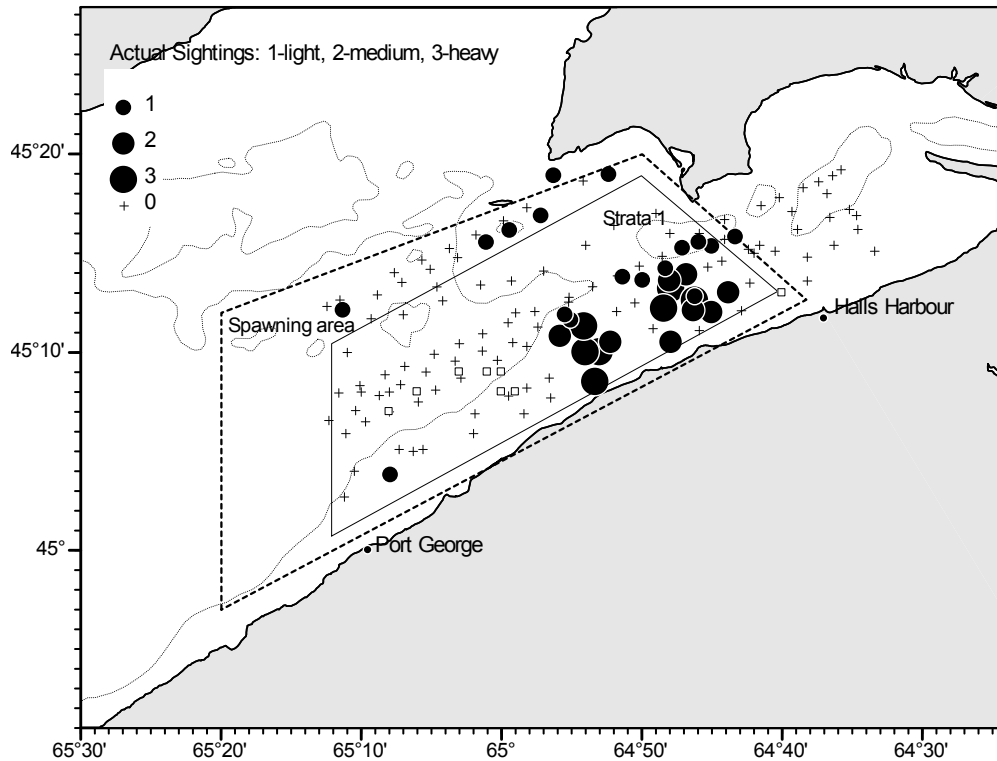 Actual Sightings: 1-light, 2-medium, 3-heavy
1
2
3
0
45°20'
Strata 1
Spawning area
Halls Harbour
45°10'
45°
Port George
65°30' 65°20' 65°10' 65° 64°50' 64°40' 64°30'